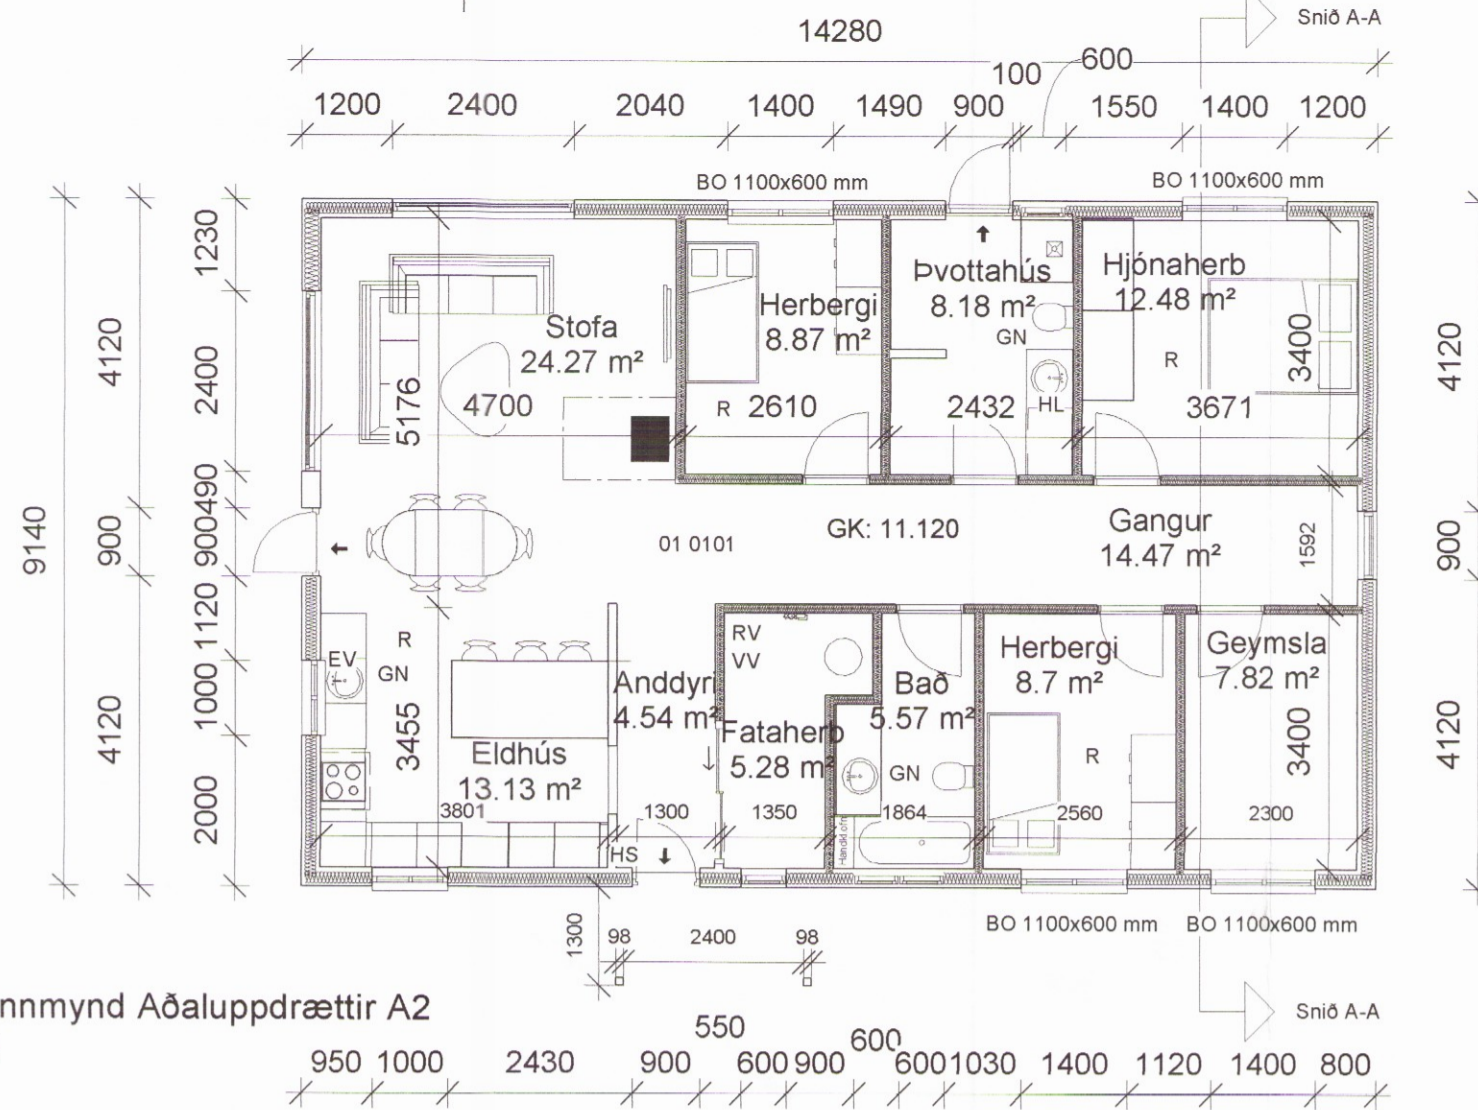 Snið A-A
14280
100
600
1200 2400 2040 1400 1490 900 1550 1400 1200
BO 1100x600 mm
BO 1100x600 mm
9140
4120
900
4120
1230
2400
490
900
1120
1000
2000
Stofa
24.27 m²
5176
4700
Herbergi
8.87 m²
R
2610
Þvottahús
8.18 m²
GN
2432
HL
Hjónaherb
12.48 m²
R
3400
3671
4120
900
4120
01 0101
GK: 11.120
Gangur
14.47 m²
1592
R
EV
GN
3455
Eldhús
13.13 m²
3801
Anddyri
4.54 m²
1300
HS
RV
VV
Fataherb
5.28 m²
1350
Bað
5.57 m²
GN
1864
Handkl.ofn
Herbergi
8.7 m²
R
2560
Geymsla
7.82 m²
3400
2300
BO 1100x600 mm
BO 1100x600 mm
1300
98
2400
98
nnmynd Aðaluppdrættir A2
Snið A-A
550
600
950 1000 2430 900 600 900 600 1030 1400 1120 1400 800